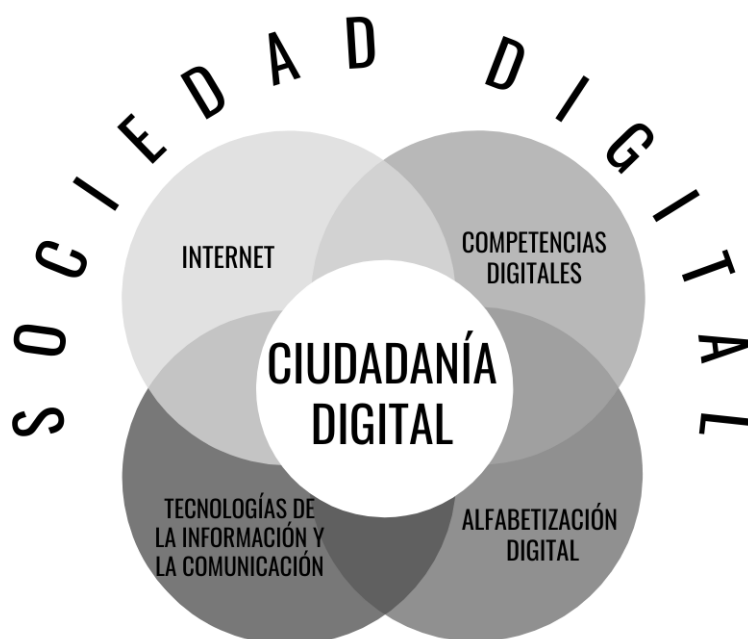 SOCIEDAD DIGITAL
INTERNET
COMPETENCIAS
DIGITALES
CIUDADANÍA
DIGITAL
TECNOLOGÍAS DE
LA INFORMACIÓN Y
LA COMUNICACIÓN
ALFABETIZACIÓN
DIGITAL